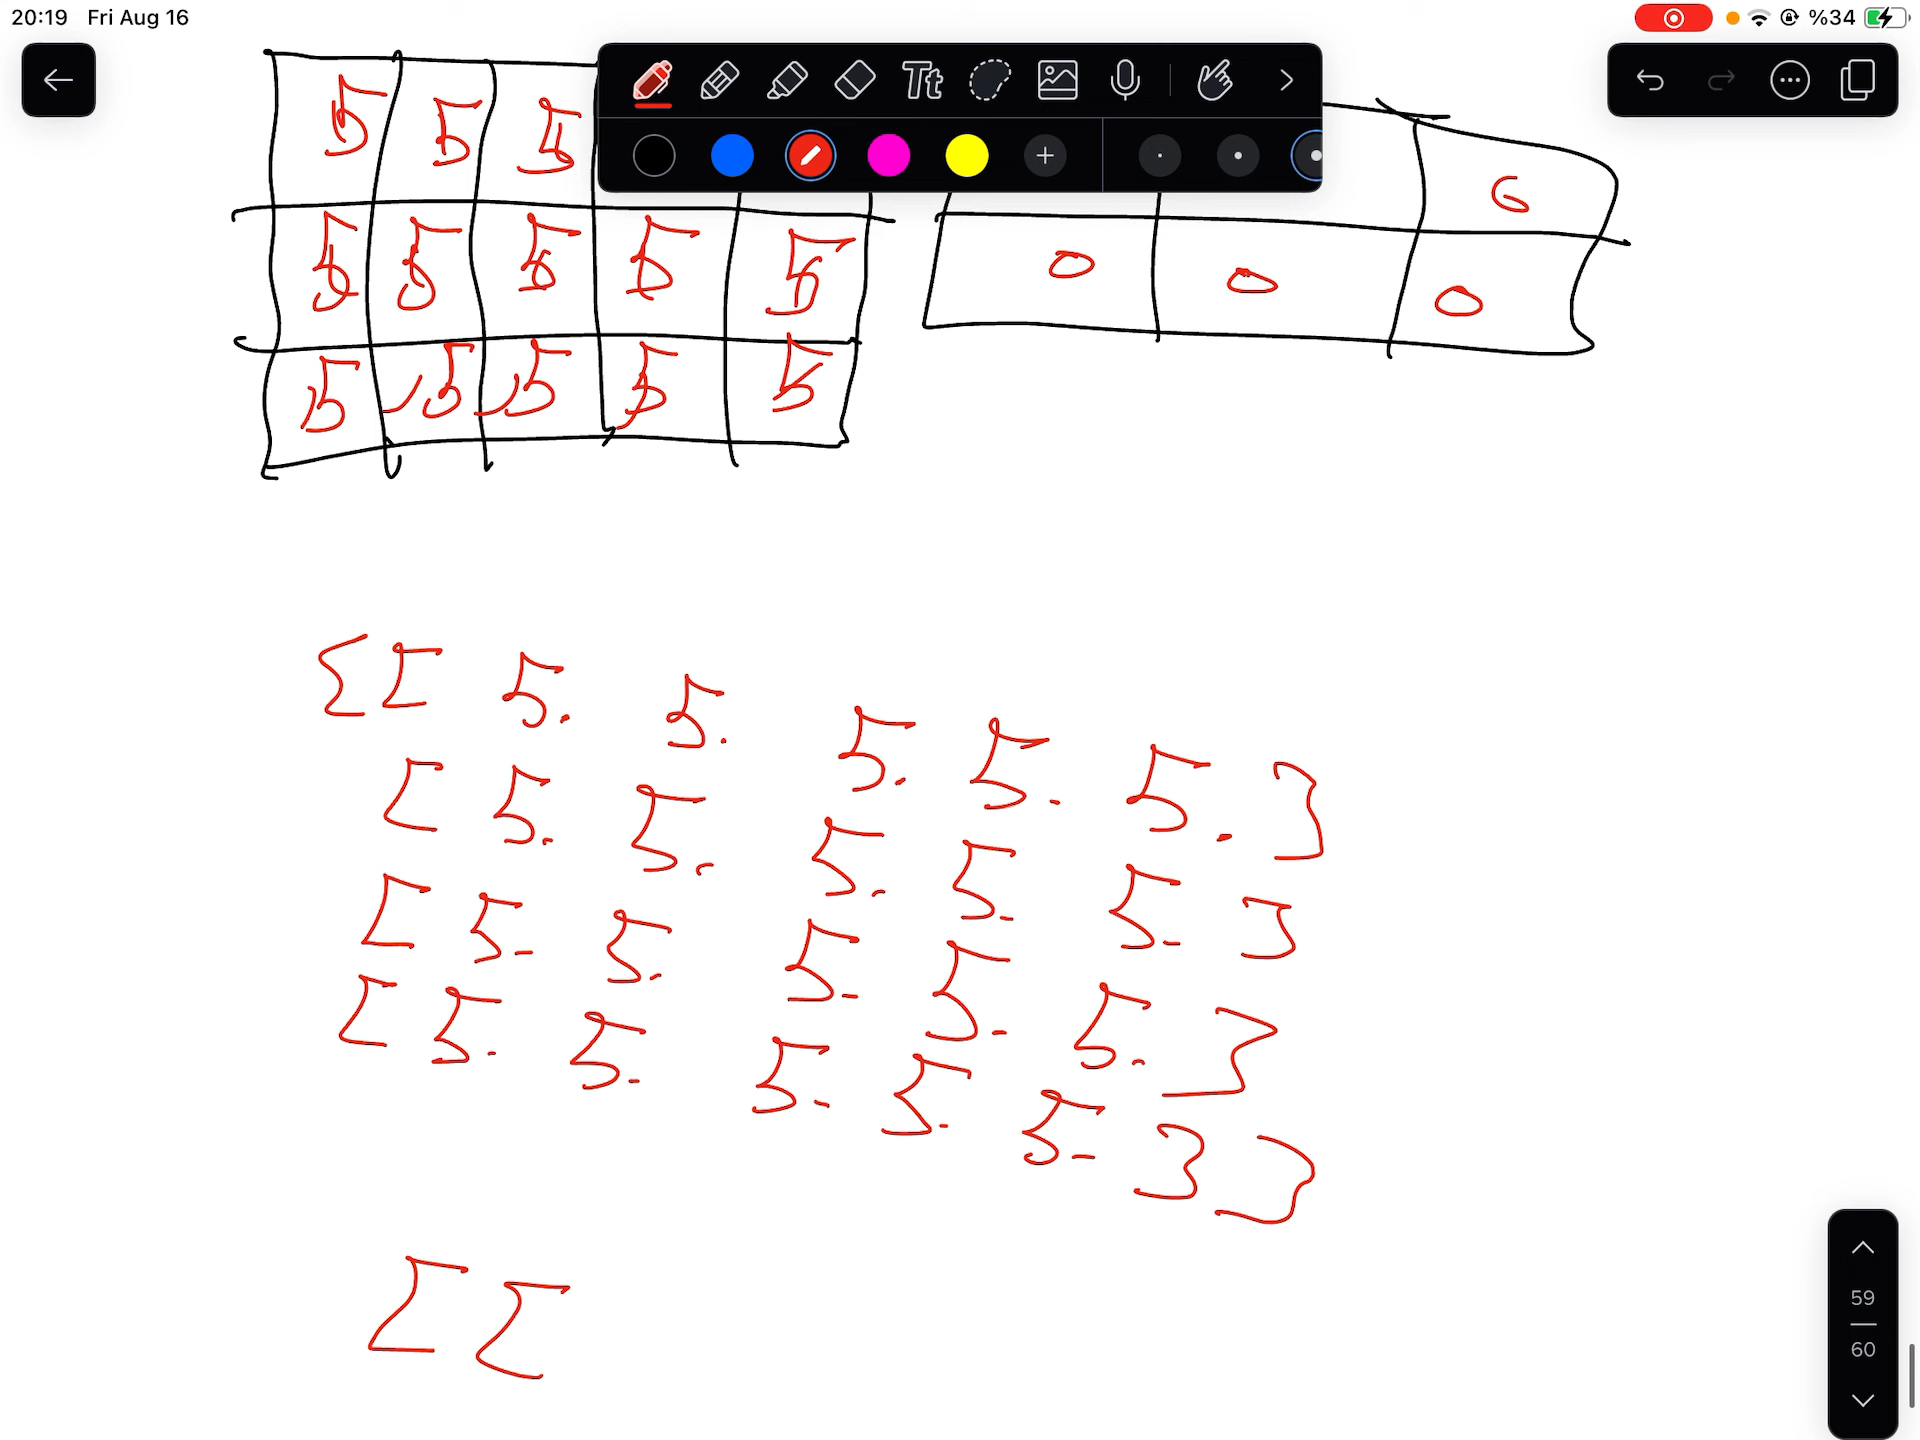 20:19 Fri Aug 16 %34
Tt
5 5 5
5 5 5 5 5
5 5 5 5 5
0 0 0
[[ 5. 5. 5. 5. 5. ]
[ 5. 5. 5. 5. 5. ]
[ 5. 5. 5. 5. 5. ]
[ 5. 5. 5. 5. 5. ]]
[[
59
60